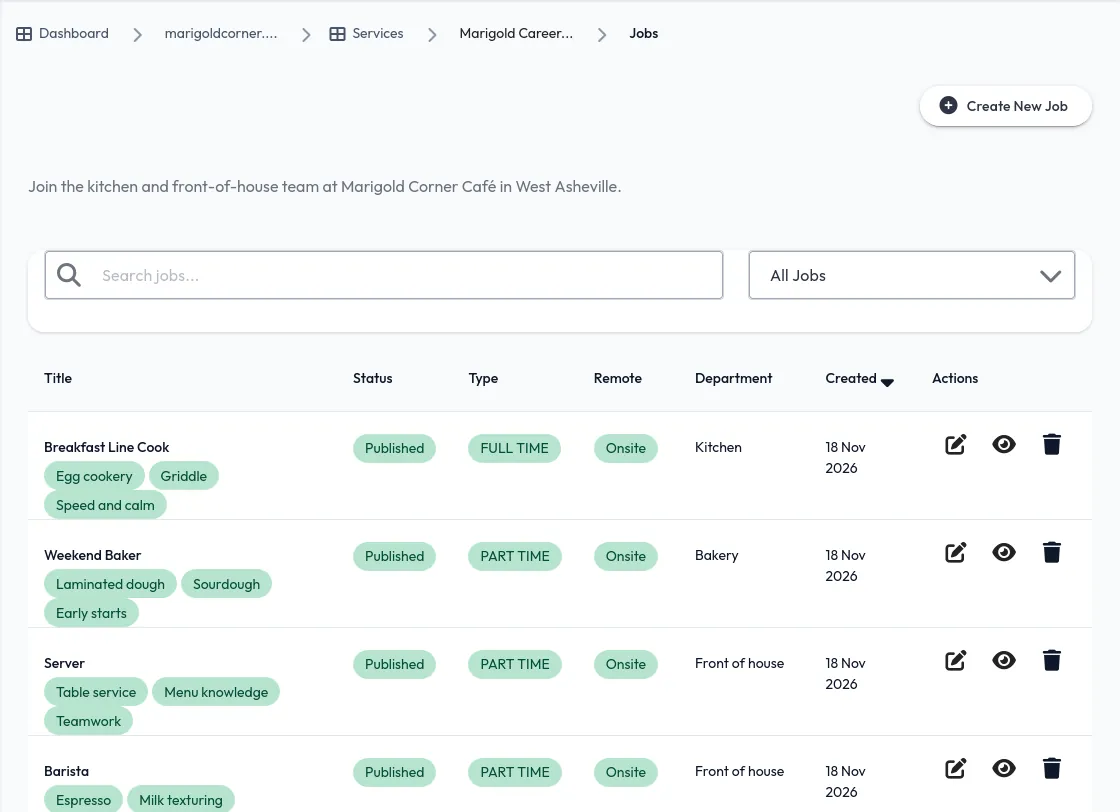 Dashboard marigoldcorner.... Services Marigold Career... Jobs
Create New Job
Join the kitchen and front-of-house team at Marigold Corner Café in West Asheville.
Search jobs... All Jobs
Title Status Type Remote Department Created Actions
Breakfast Line Cook Published FULL TIME Onsite Kitchen 18 Nov
2026
Egg cookery Griddle
Speed and calm
Weekend Baker Published PART TIME Onsite Bakery 18 Nov
2026
Laminated dough Sourdough
Early starts
Server Published PART TIME Onsite Front of house 18 Nov
2026
Table service Menu knowledge
Teamwork
Barista Published PART TIME Onsite Front of house 18 Nov
2026
Espresso Milk texturing